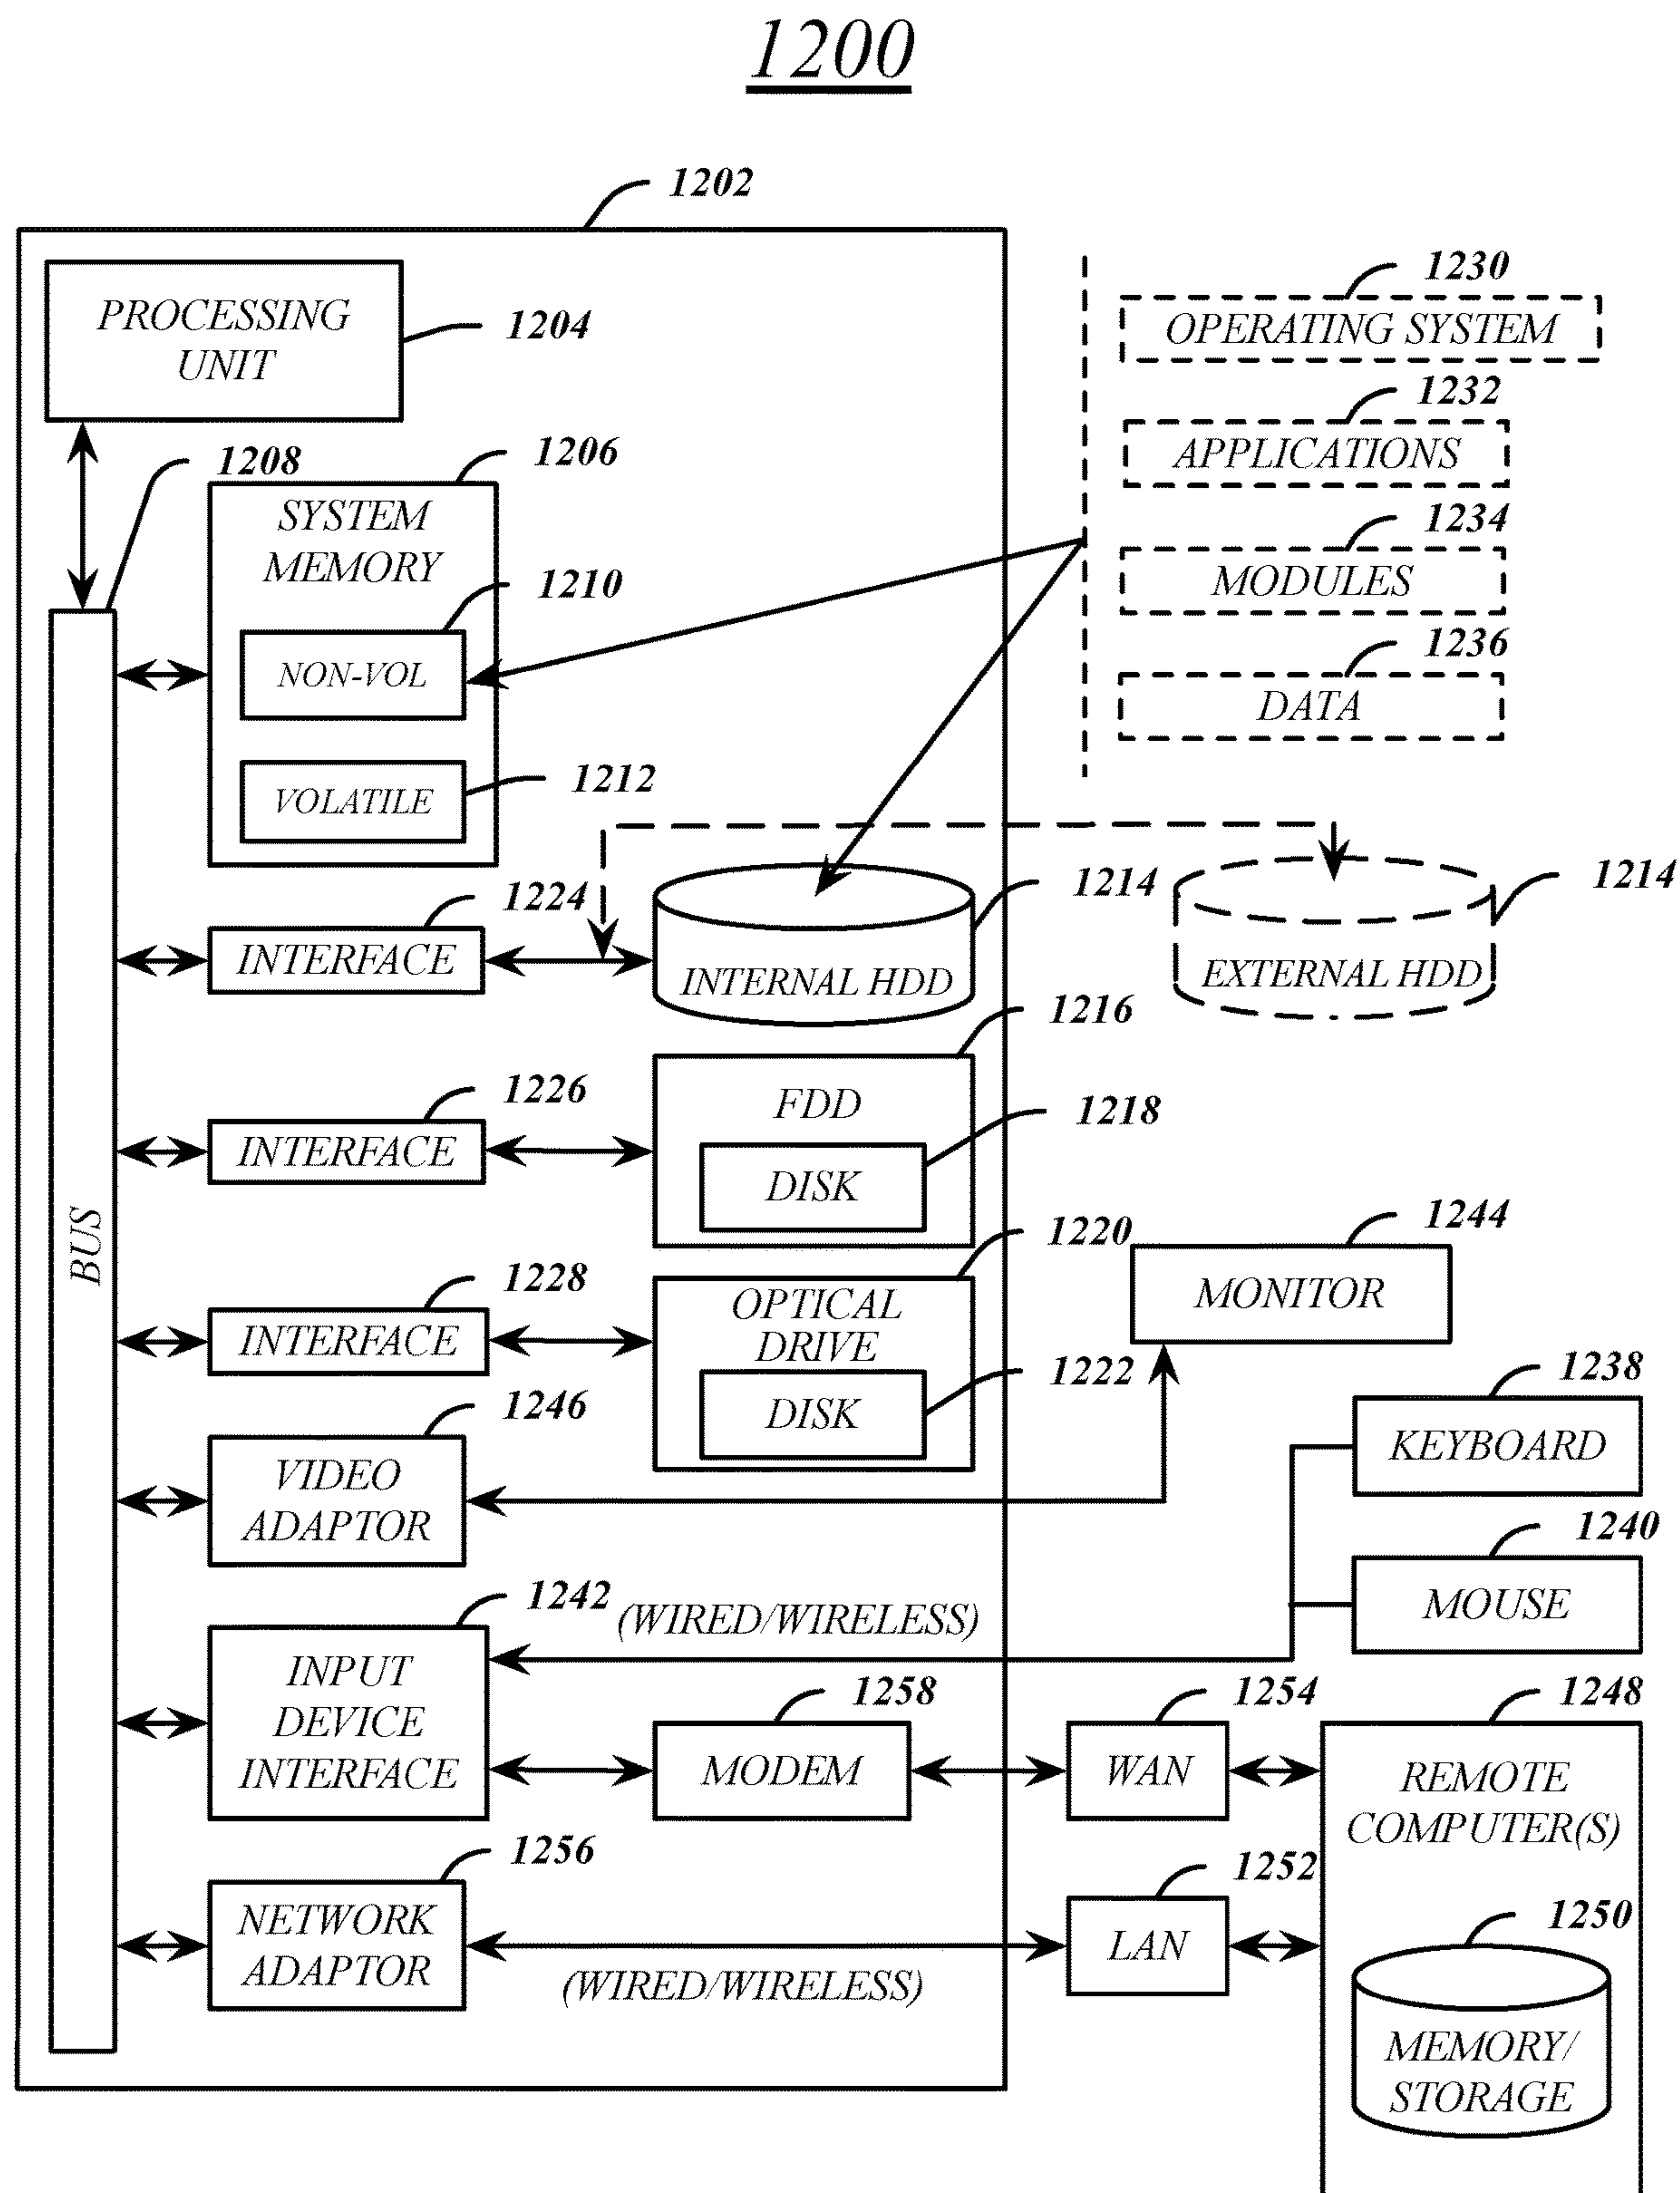 1200
1202
PROCESSING
UNIT
1204
1230
OPERATING SYSTEM
1232
APPLICATIONS
1234
MODULES
1236
DATA
1208
1206
SYSTEM
MEMORY
1210
NON-VOL
1212
VOLATILE
1224
INTERFACE
1214
INTERNAL HDD
1214
EXTERNAL HDD
1216
FDD
1226
INTERFACE
1218
DISK
BUS
1220
OPTICAL
DRIVE
1228
INTERFACE
1222
DISK
1244
MONITOR
1246
VIDEO
ADAPTOR
1238
KEYBOARD
1240
MOUSE
1242
(WIRED/WIRELESS)
INPUT
DEVICE
INTERFACE
1258
MODEM
1254
WAN
1248
REMOTE
COMPUTER(S)
1256
NETWORK
ADAPTOR
(WIRED/WIRELESS)
1252
LAN
1250
MEMORY/
STORAGE